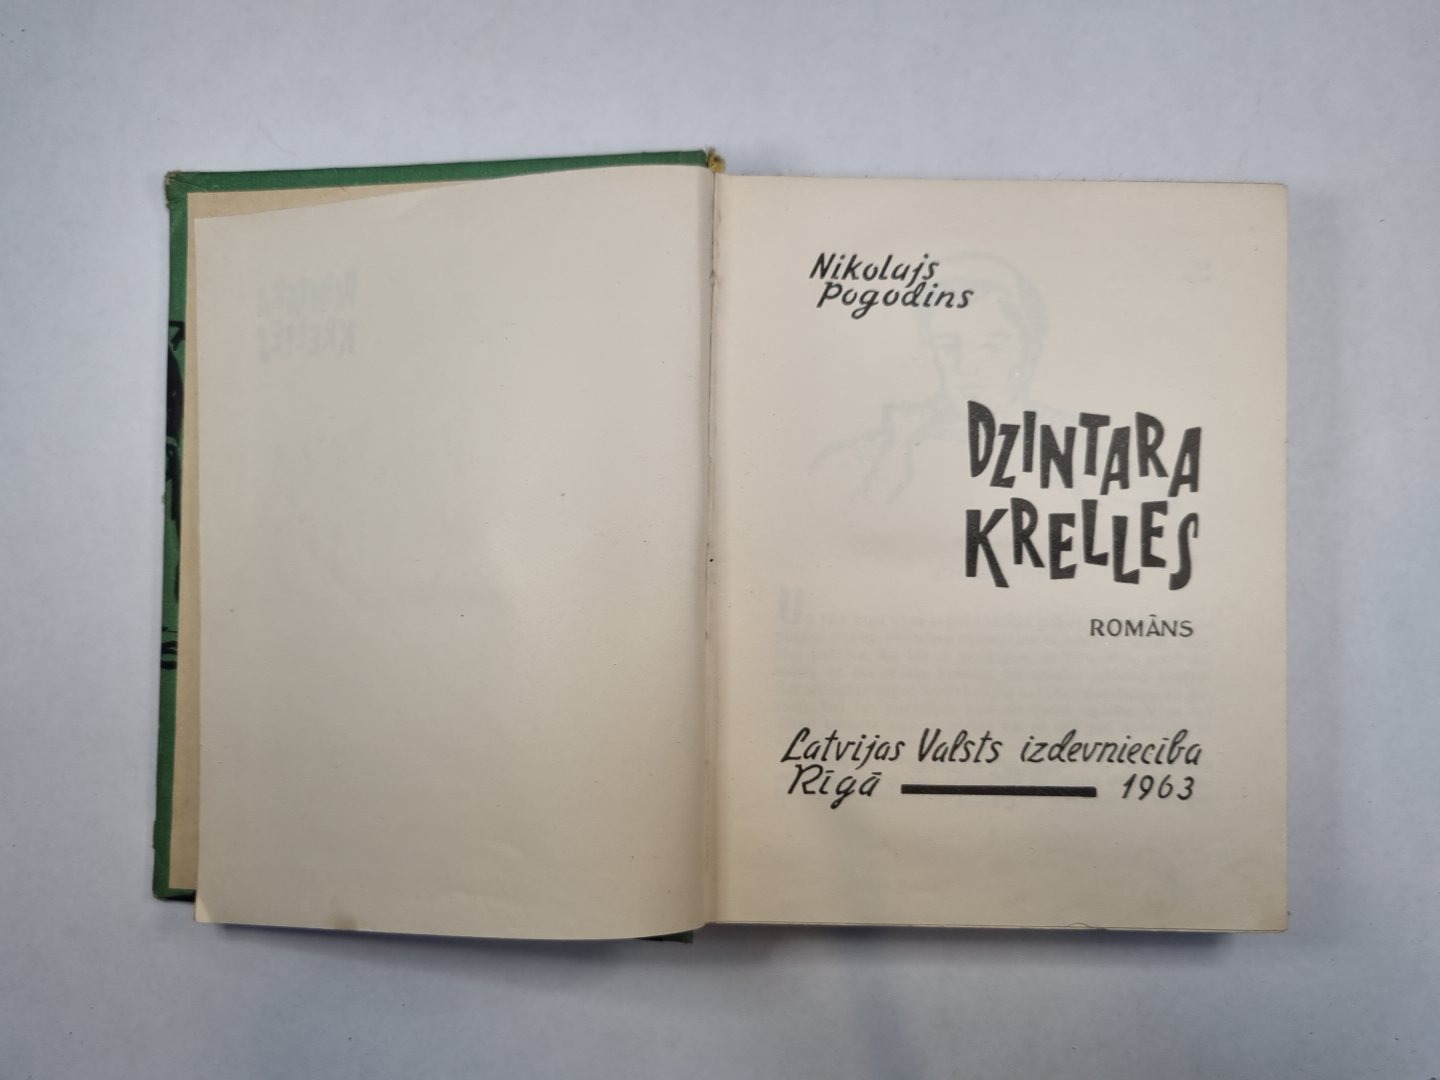 Nikolajs
Pogodins
DZINTARA
KRELLES
ROMĀNS
Latvijas Valsts izdevniecība
Rīgā 1963